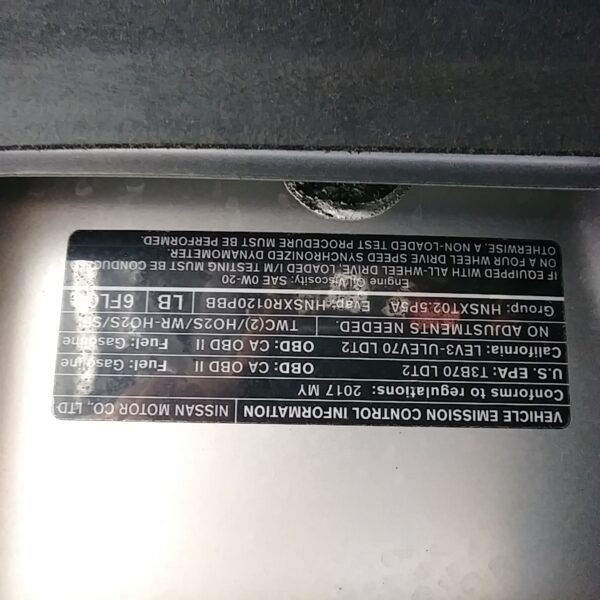 VEHICLE EMISSION CONTROL INFORMATION NISSAN MOTOR CO., LTD
Conforms to regulations: 2017 MY
U.S. EPA: T3B70 LDT2 OBD: CA OBD II Fuel: Gasoline
California: LEV3-ULEV70 LDT2 OBD: CA OBD II Fuel: Gasoline
NO ADJUSTMENTS NEEDED. TWC(2)/HO2S/WR-HO2S/SFI
Group: HNSXT02.5P5A Evap: HNSXR0120PBB LB
Engine Oil Viscosity: SAE 0W-20
IF EQUIPPED WITH ALL-WHEEL DRIVE, LOADED I/M TESTING MUST BE CONDUCTED
ON A FOUR WHEEL DRIVE SPEED SYNCHRONIZED DYNAMOMETER.
OTHERWISE, A NON-LOADED TEST PROCEDURE MUST BE PERFORMED.